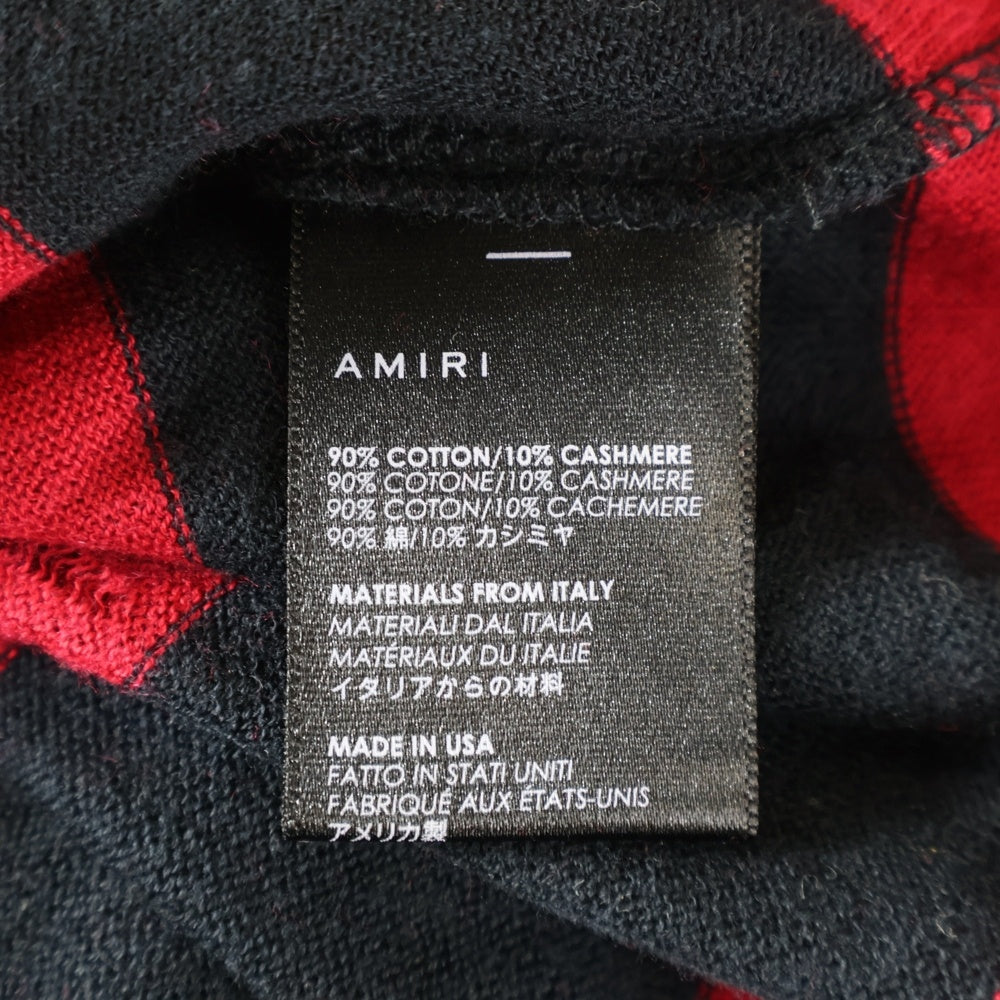 AMIRI
90% COTTON/10% CASHMERE
90% COTONE/10% CASHMERE
90% COTON/10% CACHEMERE
90% 綿/10% カシミヤ
MATERIALS FROM ITALY
MATERIALI DAL ITALIA
MATERIAUX DU ITALIE
イタリアからの材料
MADE IN USA
FATTO IN STATI UNITI
FABRIQUÉ AUX ÉTATS-UNIS
アメリカ製